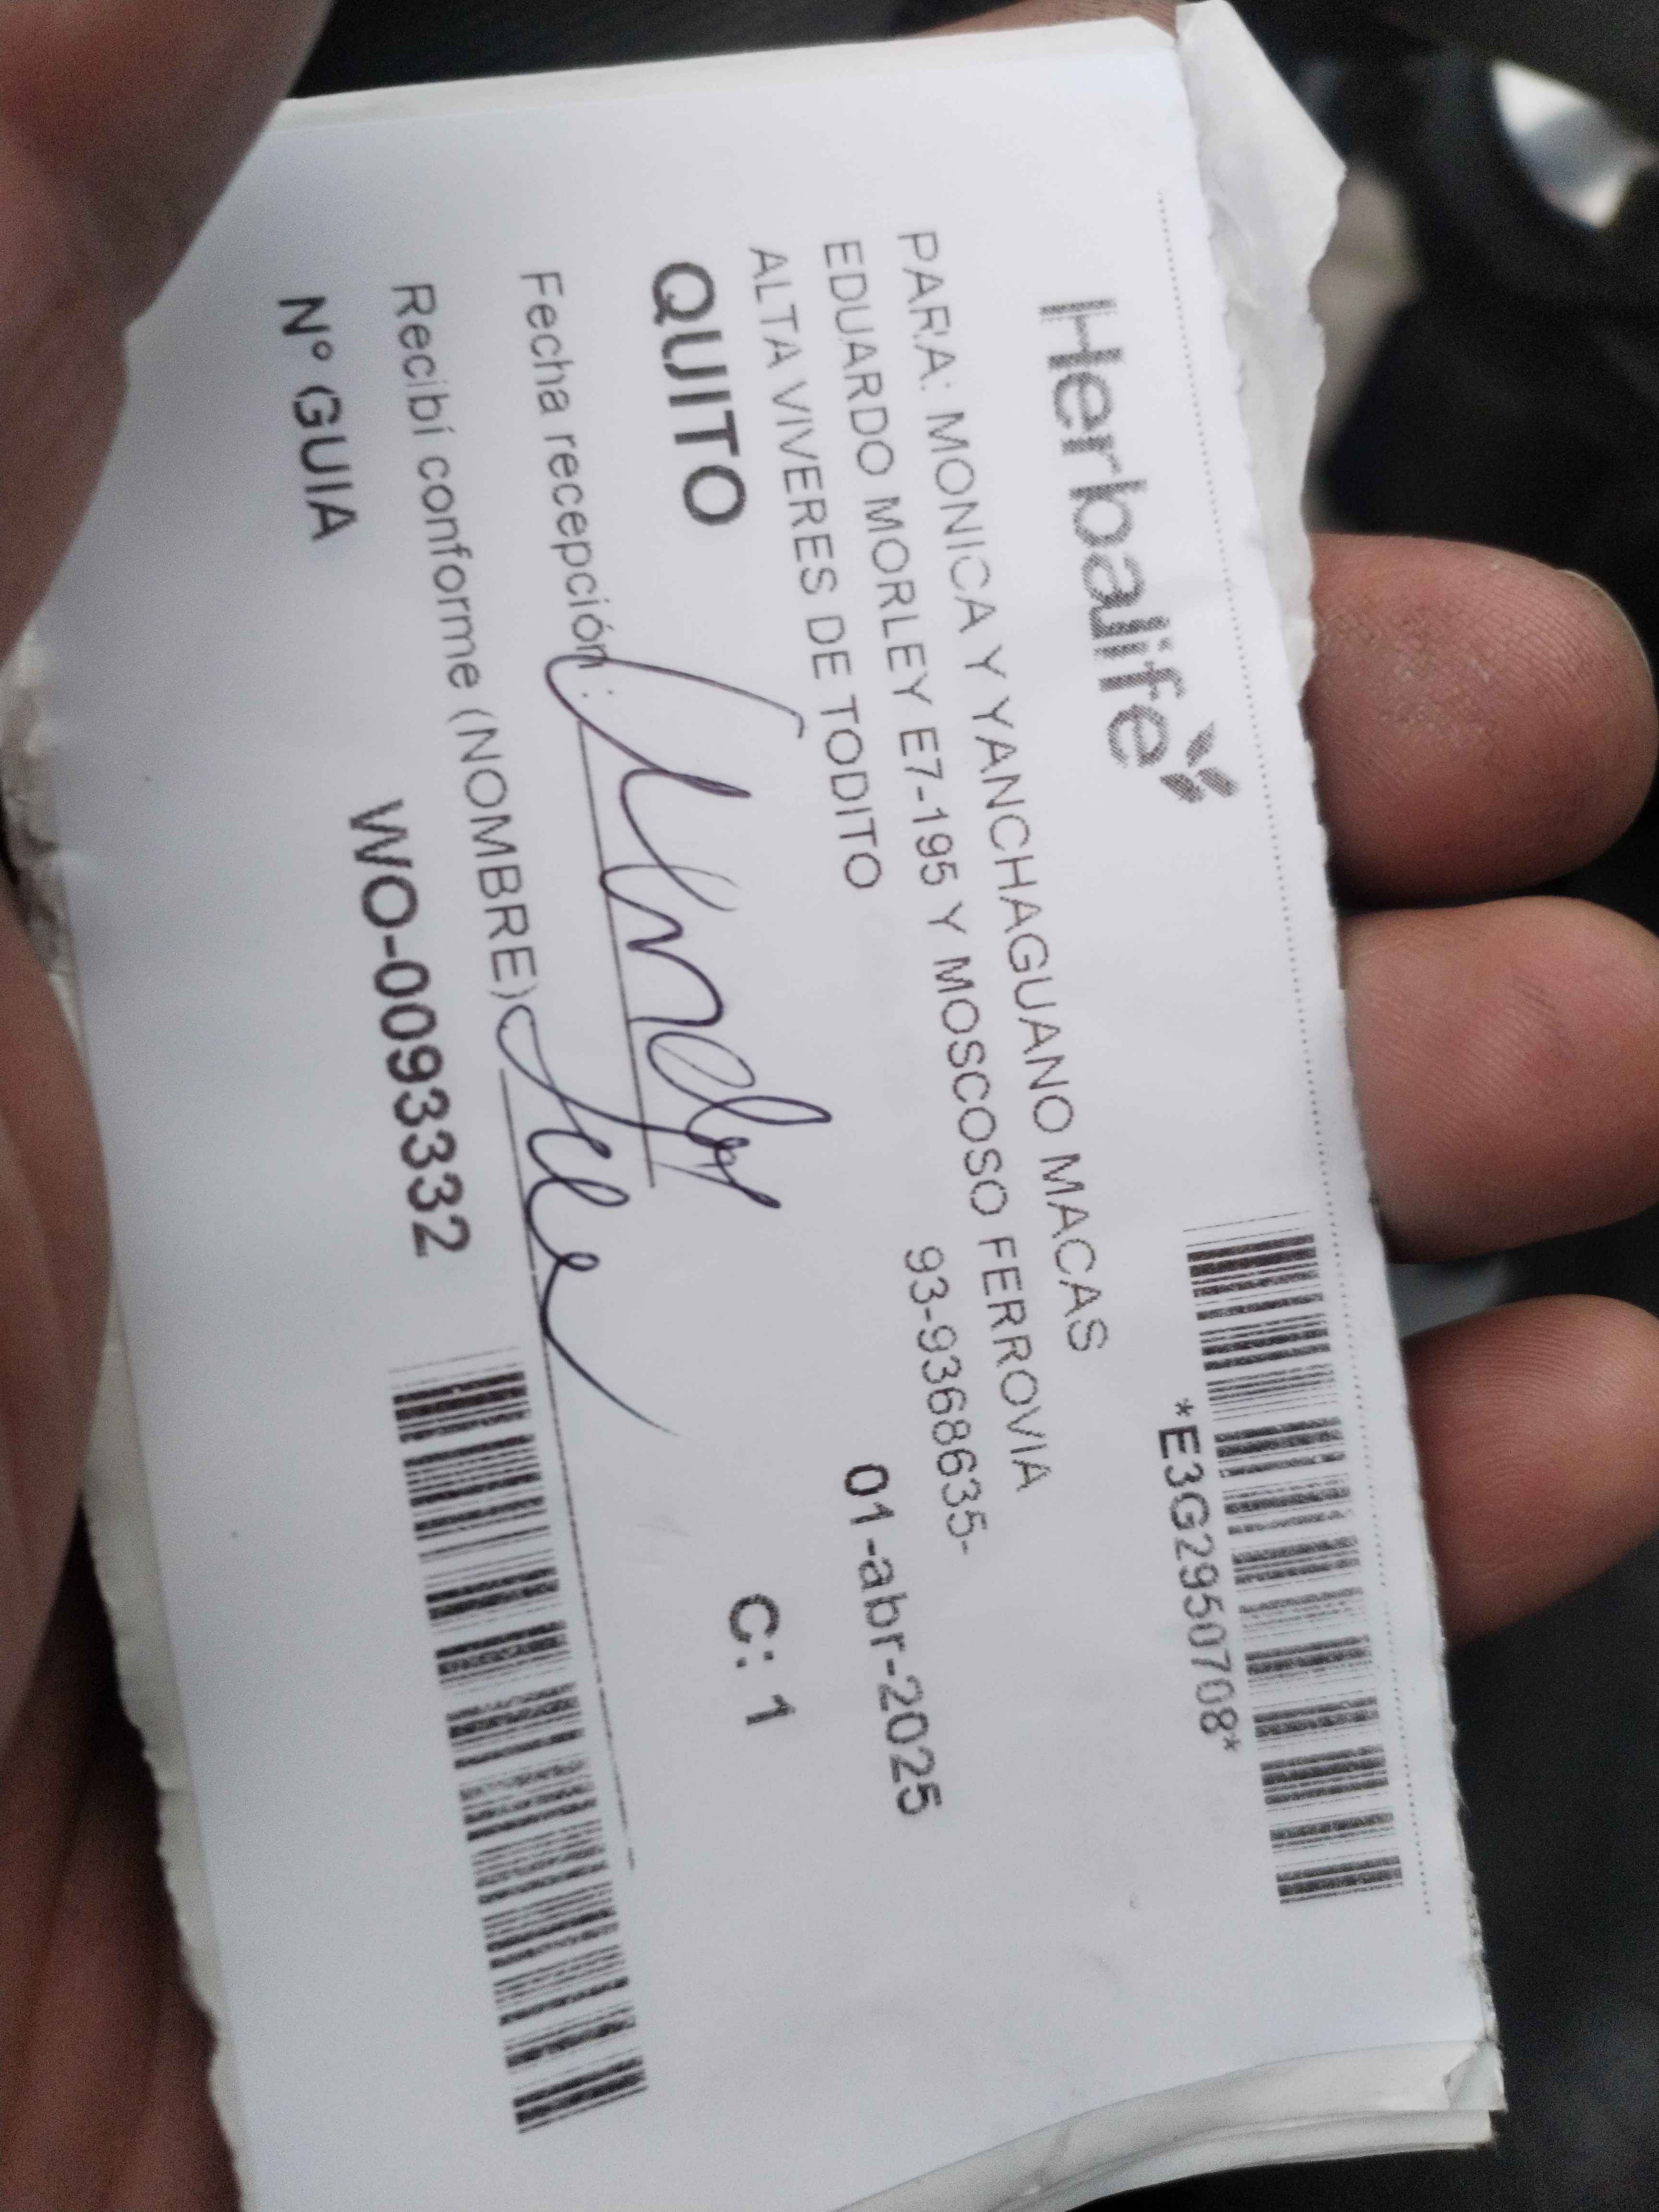 Herbalife
*E3G2950708*
PARA: MONICA Y YANCHAGUANO MACAS
EDUARDO MORLEY E7-195 Y MOSCOSO FERROVIA
ALTA VIVERES DE TODITO
93-9368635-
QUITO
01-abr-2025
Fecha recepción:
C: 1
Recibí conforme (NOMBRE)
Nº GUIA
WO-0093332